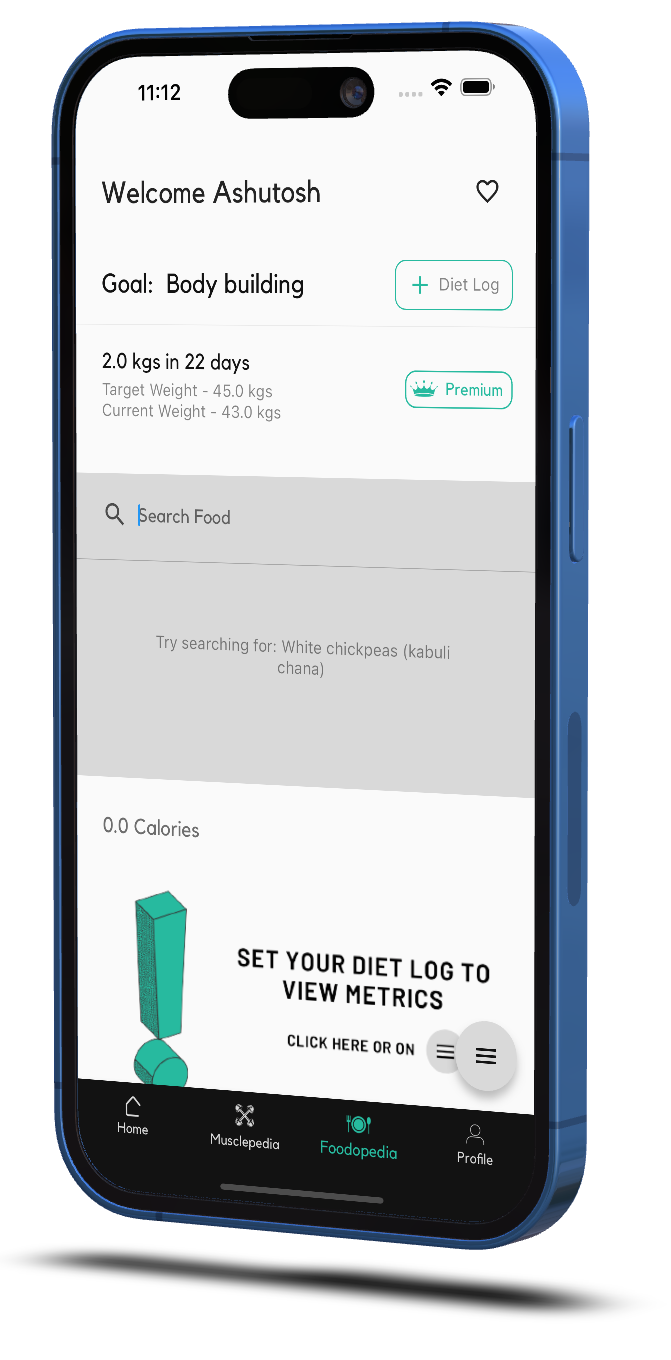 11:12
Welcome Ashutosh
Goal: Body building
+ Diet Log
2.0 kgs in 22 days
Target Weight - 45.0 kgs
Current Weight - 43.0 kgs
Premium
Search Food
Try searching for: White chickpeas (kabuli
chana)
0.0 Calories
SET YOUR DIET LOG TO
VIEW METRICS
CLICK HERE OR ON
Home
Musclepedia
Foodopedia
Profile